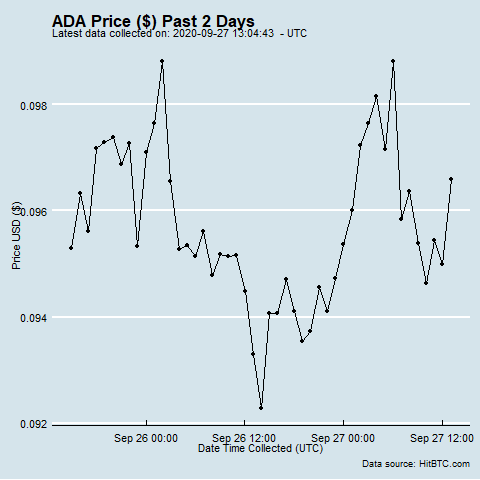 ADA Price ($) Past 2 Days
Latest data collected on: 2020-09-27 13:04:43 - UTC
0.098
0.096
0.094
0.092
Price USD ($)
Sep 26 00:00
Sep 26 12:00
Sep 27 00:00
Sep 27 12:00
Date Time Collected (UTC)
Data source: HitBTC.com